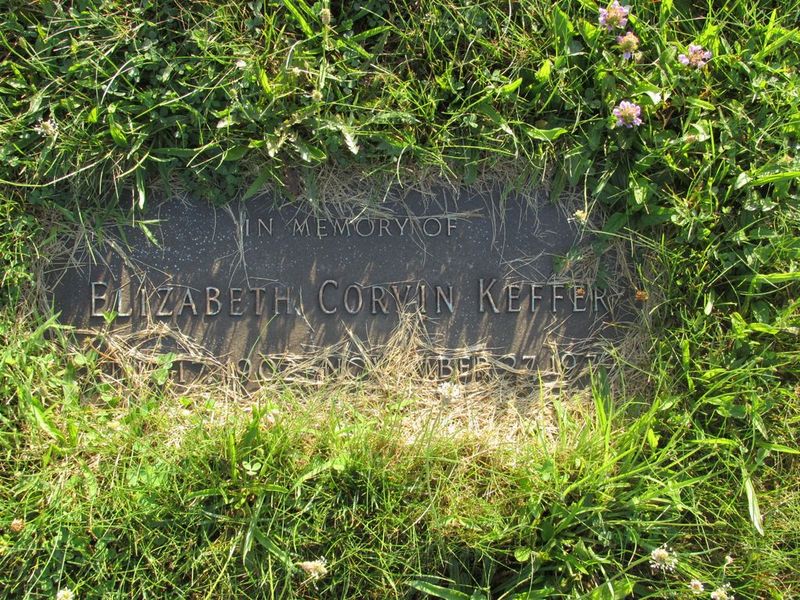 IN MEMORY OF
ELIZABETH CORVIN KEFFER
NOVEMBER 27